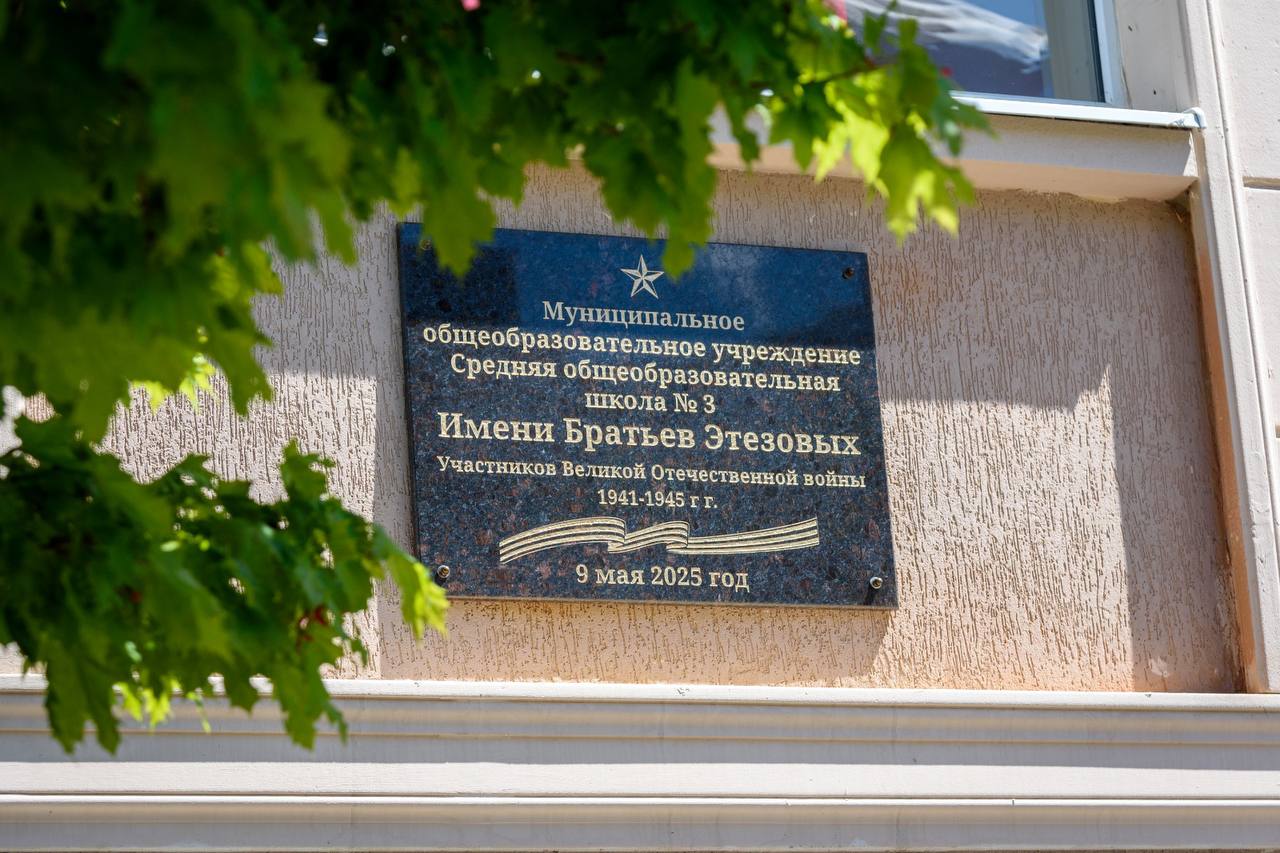 Муниципальное
общеобразовательное учреждение
Средняя общеобразовательная
школа № 3
Имени Братьев Этезовых
Участников Великой Отечественной войны
1941-1945 г г.
9 мая 2025 год